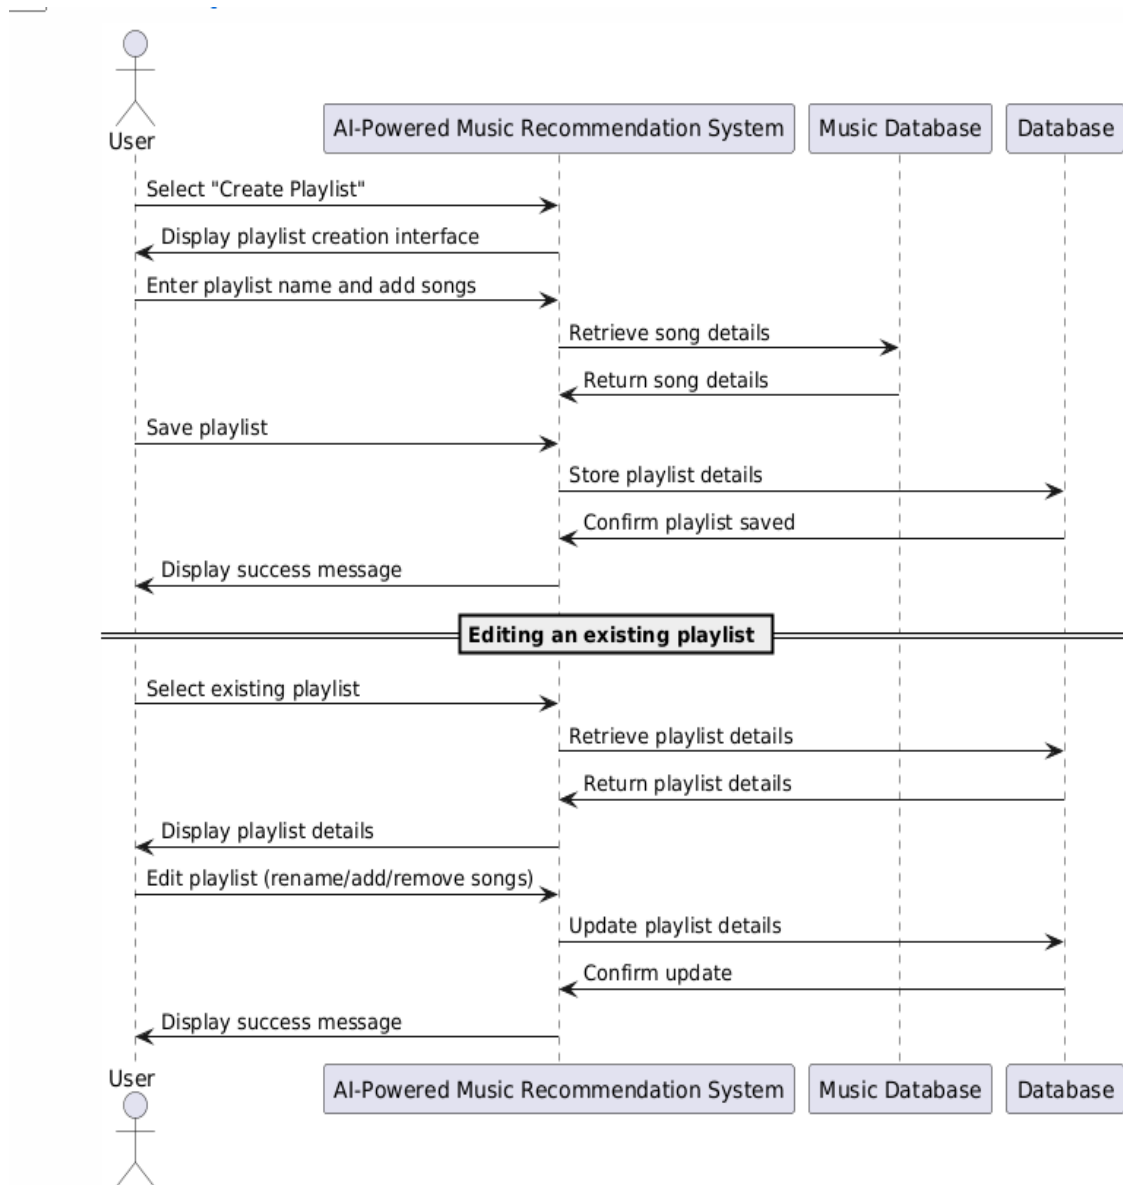 User
AI-Powered Music Recommendation System
Music Database
Database
Select "Create Playlist"
Display playlist creation interface
Enter playlist name and add songs
Retrieve song details
Return song details
Save playlist
Store playlist details
Confirm playlist saved
Display success message
Editing an existing playlist
Select existing playlist
Retrieve playlist details
Return playlist details
Display playlist details
Edit playlist (rename/add/remove songs)
Update playlist details
Confirm update
Display success message
User
AI-Powered Music Recommendation System
Music Database
Database